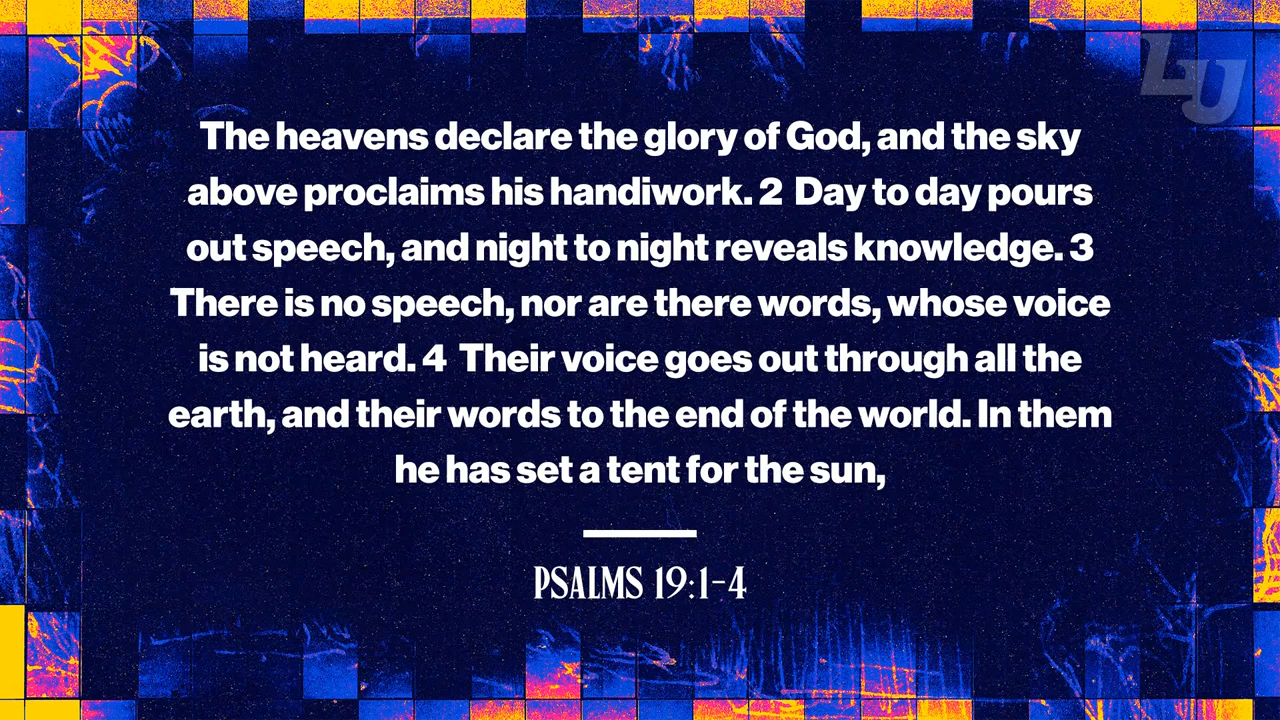 LU
The heavens declare the glory of God, and the sky
above proclaims his handiwork. 2 Day to day pours
out speech, and night to night reveals knowledge. 3
There is no speech, nor are there words, whose voice
is not heard. 4 Their voice goes out through all the
earth, and their words to the end of the world. In them
he has set a tent for the sun,
PSALMS 19:1-4